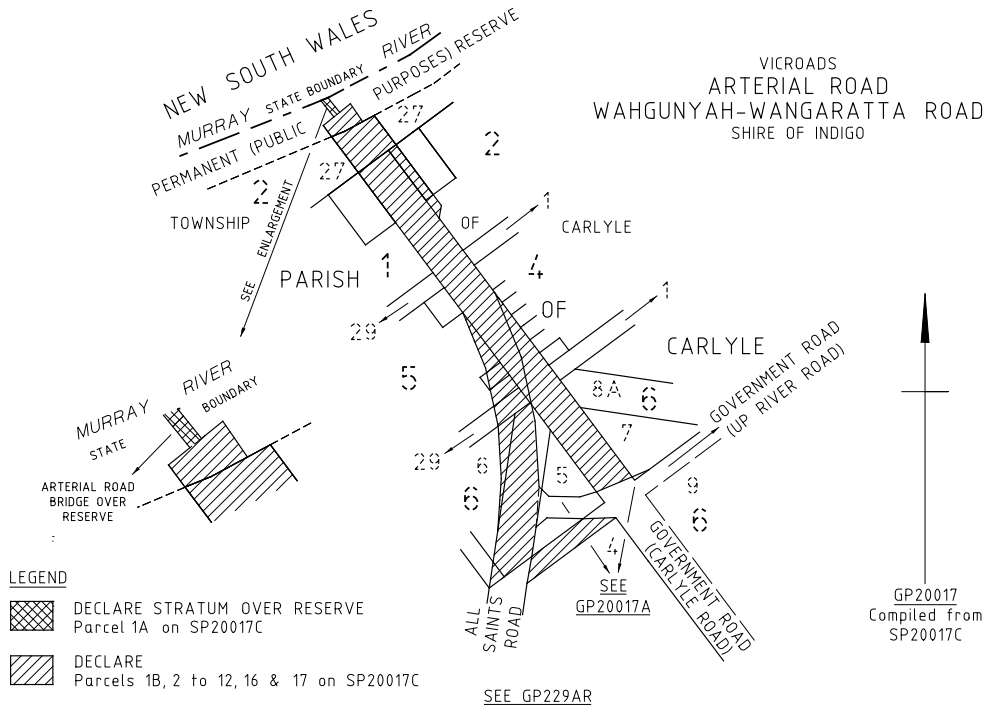 NEW SOUTH WALES
MURRAY RIVER
STATE BOUNDARY
PERMANENT (PUBLIC PURPOSES) RESERVE
VICROADS
ARTERIAL ROAD
WAHGUNYAH-WANGARATTA ROAD
SHIRE OF INDIGO
27
2
27
2
TOWNSHIP OF CARLYLE
1
SEE ENLARGEMENT
1
4
PARISH OF CARLYLE
29
1
5
8A
6
7
GOVERNMENT ROAD
(UP RIVER ROAD)
MURRAY RIVER
STATE BOUNDARY
29
6
5
9
6
6
ARTERIAL ROAD
BRIDGE OVER
RESERVE
4
GOVERNMENT ROAD
(CARLYLE ROAD)
SEE
GP20017A
ALL
SAINTS
ROAD
LEGEND
DECLARE STRATUM OVER RESERVE
Parcel 1A on SP20017C
DECLARE
Parcels 1B, 2 to 12, 16 & 17 on SP20017C
SEE GP229AR
GP20017
Compiled from
SP20017C